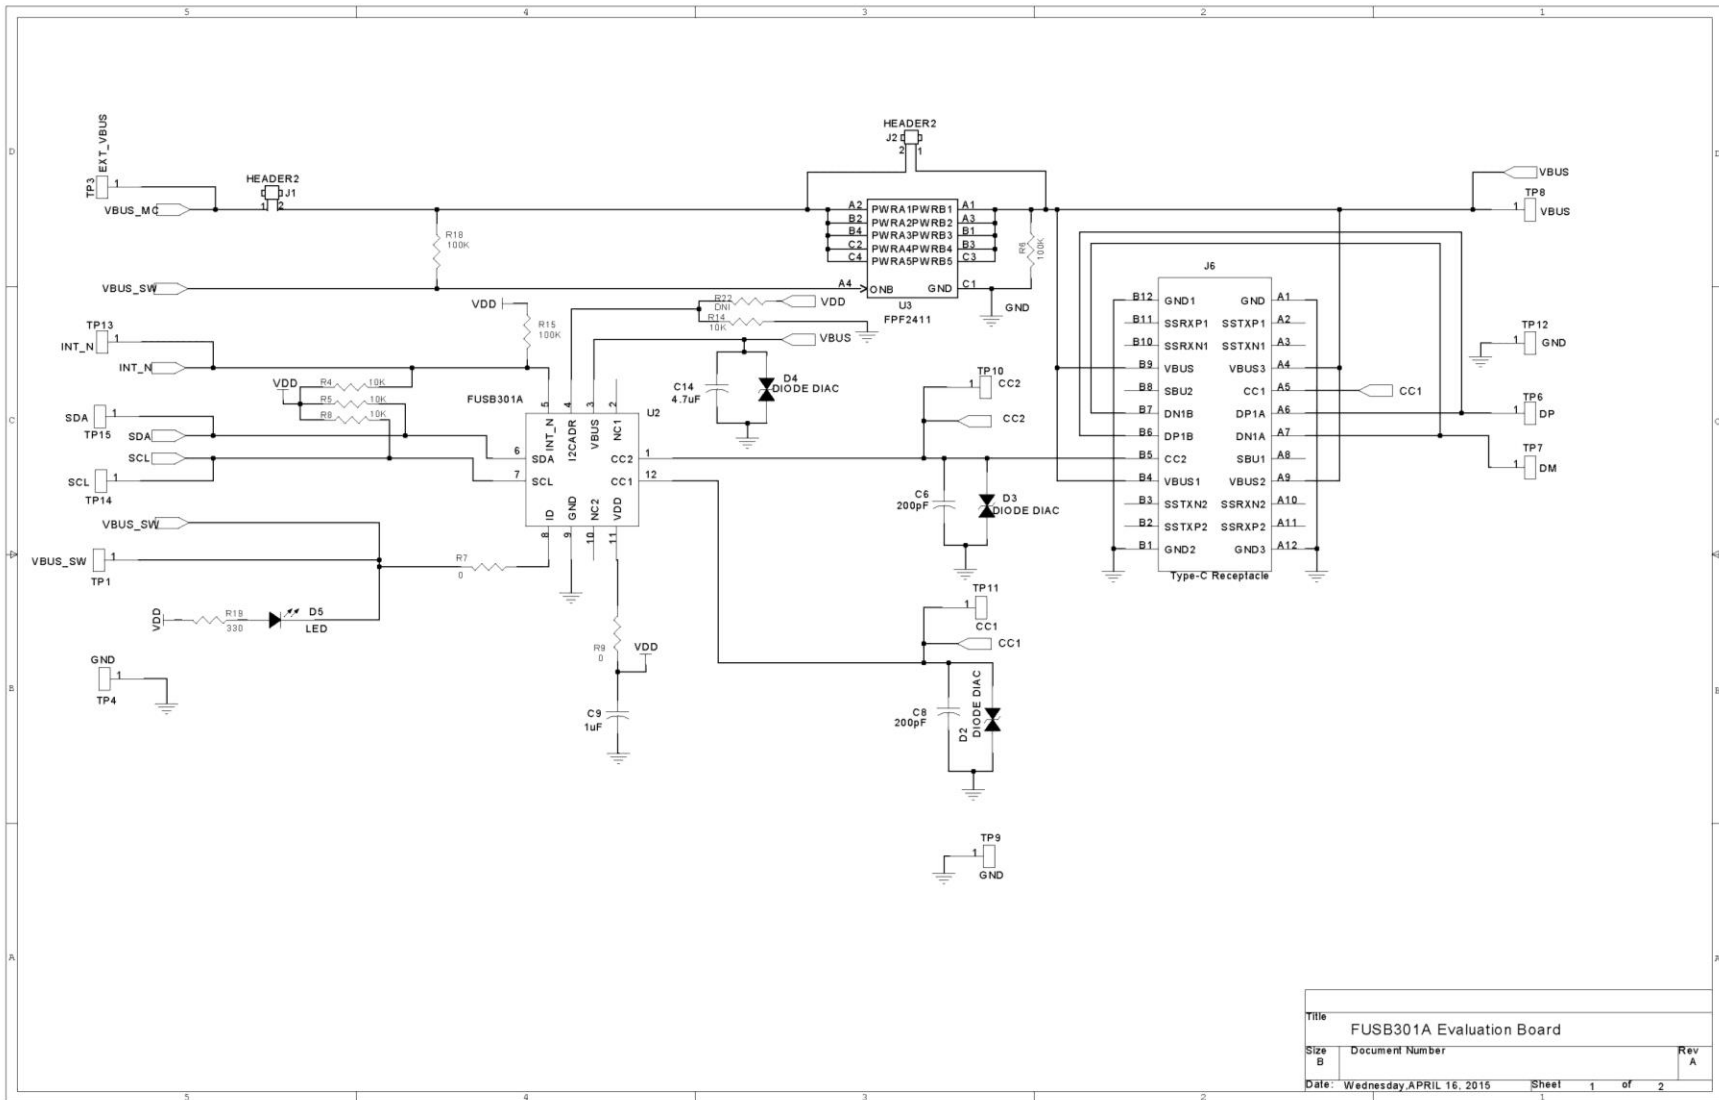 5 4 3 2 1
D
C
B
A
HEADER2
J2
2 1
EXT_VBUS
TP3
1
HEADER2
J1
1 2
VBUS_MC
R18
100K
VBUS_SW
A2 PWRA1PWRB1 A1
B2 PWRA2PWRB2 A3
B4 PWRA3PWRB3 B1
C2 PWRA4PWRB4 B3
C4 PWRA5PWRB5 C3
A4 ONB GND C1
U3
FPF2411
R6
100K
GND
VBUS
TP8
1 VBUS
VDD
R15
100K
R22
DNI
VDD
R14
10K
VBUS
C14
4.7uF
D4
DIODE DIAC
TP13
1
INT_N
INT_N
VDD
R4 10K
R5 10K
R8 10K
SDA 1
TP15
SDA
SCL
SCL 1
TP14
VBUS_SW
VBUS_SW 1
TP1
FUSB301A
U2
5 4 3 2
INT_N I2CADR VBUS NC1
6 SDA CC2 1
7 SCL CC1 12
ID GND NC2 VDD
8 9 10 11
R7
0
VDD
R19
330
D5
LED
GND
1
TP4
R9
0
VDD
C9
1uF
TP10
1 CC2
CC2
C6
200pF
D3
DIODE DIAC
TP11
1
CC1
CC1
C8
200pF
D2
DIODE DIAC
TP9
1
GND
J6
B12 GND1 GND A1
B11 SSRXP1 SSTXP1 A2
B10 SSRXN1 SSTXN1 A3
B9 VBUS VBUS3 A4
B8 SBU2 CC1 A5
B7 DN1B DP1A A6
B6 DP1B DN1A A7
B5 CC2 SBU1 A8
B4 VBUS1 VBUS2 A9
B3 SSTXN2 SSRXN2 A10
B2 SSTXP2 SSRXP2 A11
B1 GND2 GND3 A12
Type-C Receptacle
CC1
TP12
1 GND
TP6
1 DP
TP7
1 DM
Title
FUSB301A Evaluation Board
Size Document Number Rev
B A
Date: Wednesday,APRIL 16, 2015 Sheet 1 of 2
5 4 3 2 1